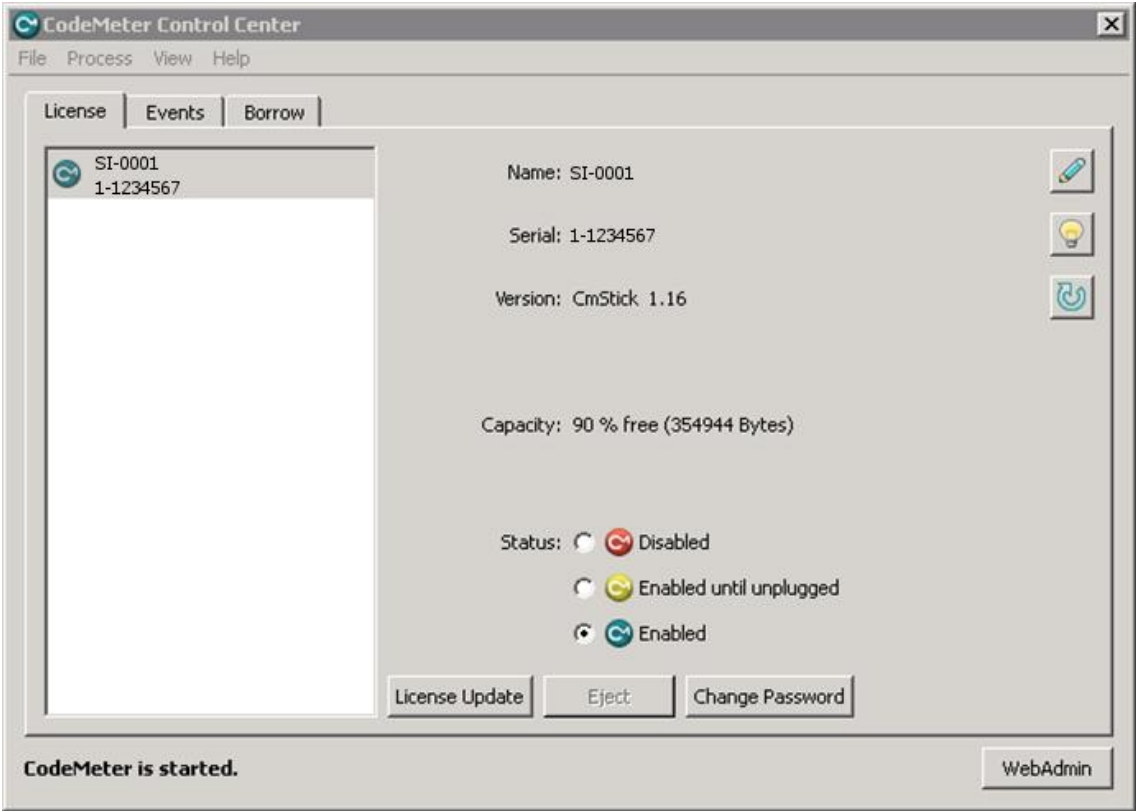 CodeMeter Control Center
File Process View Help
License Events Borrow
SI-0001
1-1234567
Name: SI-0001
Serial: 1-1234567
Version: CmStick 1.16
Capacity: 90 % free (354944 Bytes)
Status: Disabled
Enabled until unplugged
Enabled
License Update Eject Change Password
CodeMeter is started. WebAdmin